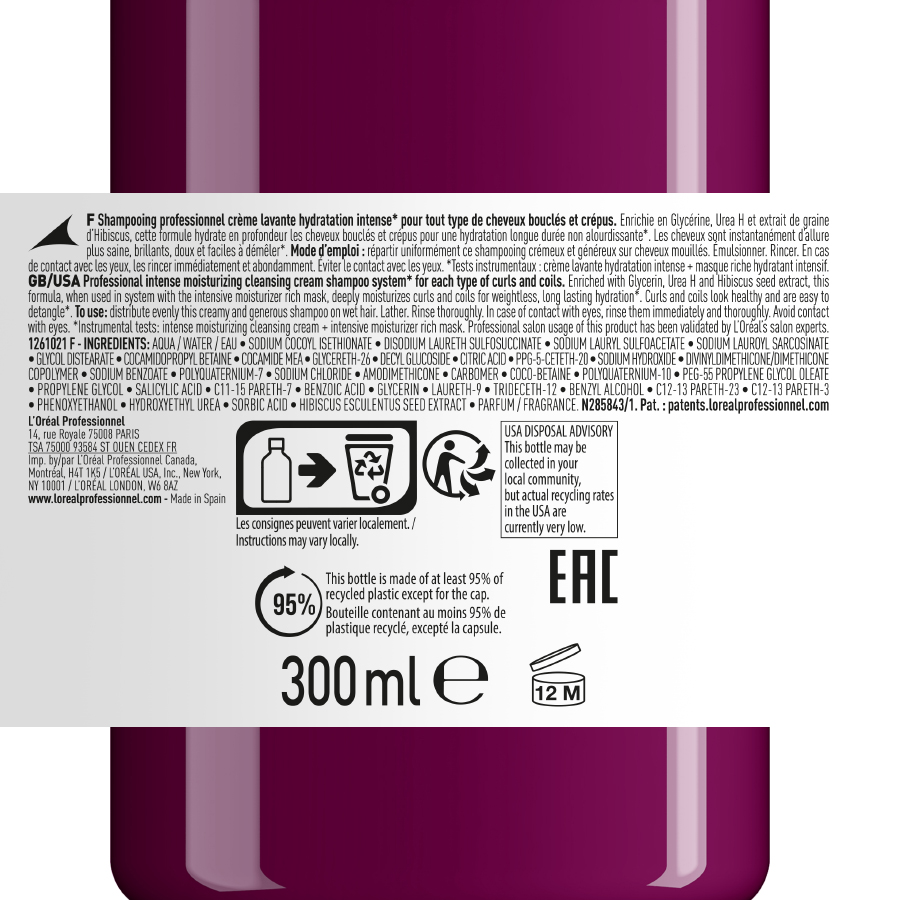 F Shampooing professionnel crème lavante hydratation intense* pour tout type de cheveux bouclés et crépus. Enrichie en Glycérine, Urea H et extrait de graine
d'Hibiscus, cette formule hydrate en profondeur les cheveux bouclés et crépus pour une hydratation longue durée non alourdissante*. Les cheveux sont instantanément d'allure
plus saine, brillants, doux et faciles à démêler*. Mode d'emploi : répartir uniformément ce shampooing crémeux et généreux sur cheveux mouillés. Emulsionner. Rincer. En cas
de contact avec les yeux, les rincer immédiatement et abondamment. Éviter le contact avec les yeux. *Tests instrumentaux : crème lavante hydratation intense + masque riche hydratant intensif.
GB/USA Professional intense moisturizing cleansing cream shampoo system* for each type of curls and coils. Enriched with Glycerin, Urea H and Hibiscus seed extract, this
formula, when used in system with the intensive moisturizer rich mask, deeply moisturizes curls and coils for weightless, long lasting hydration*. Curls and coils look healthy and are easy to
detangle*. To use: distribute evenly this creamy and generous shampoo on wet hair. Lather. Rinse thoroughly. In case of contact with eyes, rinse them immediately and thoroughly. Avoid contact
with eyes. *Instrumental tests: intense moisturizing cleansing cream + intensive moisturizer rich mask. Professional salon usage of this product has been validated by L'Oréal's salon experts.
1261021 F - INGREDIENTS: AQUA / WATER / EAU • SODIUM COCOYL ISETHIONATE • DISODIUM LAURETH SULFOSUCCINATE • SODIUM LAURYL SULFOACETATE • SODIUM LAUROYL SARCOSINATE
• GLYCOL DISTEARATE • COCAMIDOPROPYL BETAINE • COCAMIDE MEA • GLYCERETH-26 • DECYL GLUCOSIDE • CITRIC ACID • PPG-5-CETETH-20 • SODIUM HYDROXIDE • DIVINYLDIMETHICONE/DIMETHICONE
COPOLYMER • SODIUM BENZOATE • POLYQUATERNIUM-7 • SODIUM CHLORIDE • AMODIMETHICONE • CARBOMER • COCO-BETAINE • POLYQUATERNIUM-10 • PEG-55 PROPYLENE GLYCOL OLEATE
• PROPYLENE GLYCOL • SALICYLIC ACID • C11-15 PARETH-7 • BENZOIC ACID • GLYCERIN • LAURETH-9 • TRIDECETH-12 • BENZYL ALCOHOL • C12-13 PARETH-23 • C12-13 PARETH-3
• PHENOXYETHANOL • HYDROXYETHYL UREA • SORBIC ACID • HIBISCUS ESCULENTUS SEED EXTRACT • PARFUM / FRAGRANCE. N285843/1. Pat. : patents.lorealprofessionnel.com
L'Oréal Professionnel
14, rue Royale 75008 PARIS
TSA 75000 93584 ST OUEN CEDEX FR
Imp. by/par L'Oréal Professionnel Canada,
Montréal, H4T 1K5 / L'ORÉAL USA, Inc., New York,
NY 10001 / L'ORÉAL LONDON, W6 8AZ
www.lorealprofessionnel.com - Made in Spain
Les consignes peuvent varier localement. /
Instructions may vary locally.
USA DISPOSAL ADVISORY
This bottle may be
collected in your
local community,
but actual recycling rates
in the USA are
currently very low.
EAC
95%
This bottle is made of at least 95% of
recycled plastic except for the cap.
Bouteille contenant au moins 95% de
plastique recyclé, excepté la capsule.
300 ml ℮
12 M